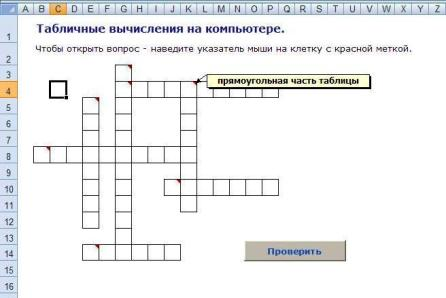 A B C D E F G H I J K L M N O P Q R S T U V W X Y Z
1 Табличные вычисления на компьютере.
Чтобы открыть вопрос - наведите указатель мыши на клетку с красной меткой.
2
3
4 прямоугольная часть таблицы
5
6
7
8
9
10
11
12
13
14 Проверить
15
16